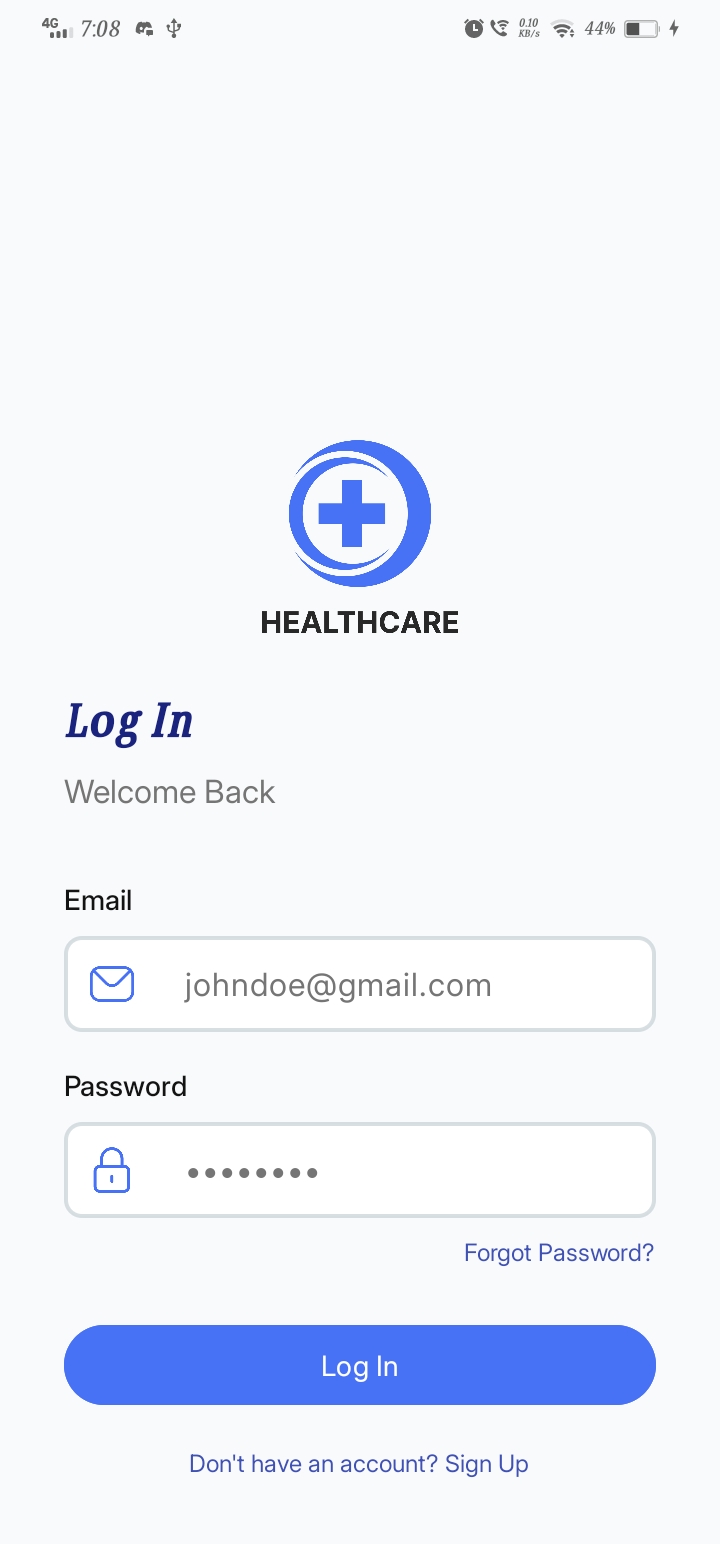 4G 7:08 0.10 KB/s 44%
HEALTHCARE
Log In
Welcome Back
Email
johndoe@gmail.com
Password
••••••••
Forgot Password?
Log In
Don't have an account? Sign Up